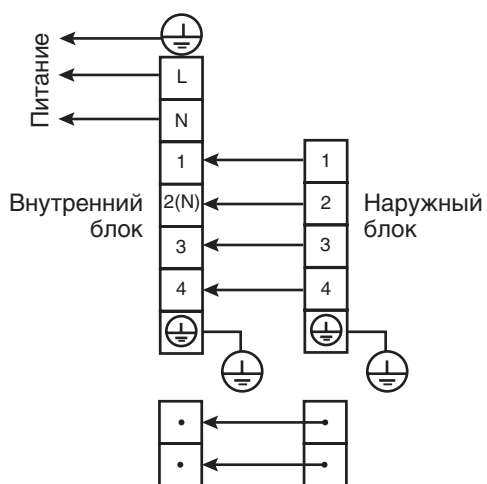 Питание
L
N
1
2(N)
3
4
Внутренний
блок
1
2
3
4
Наружный
блок